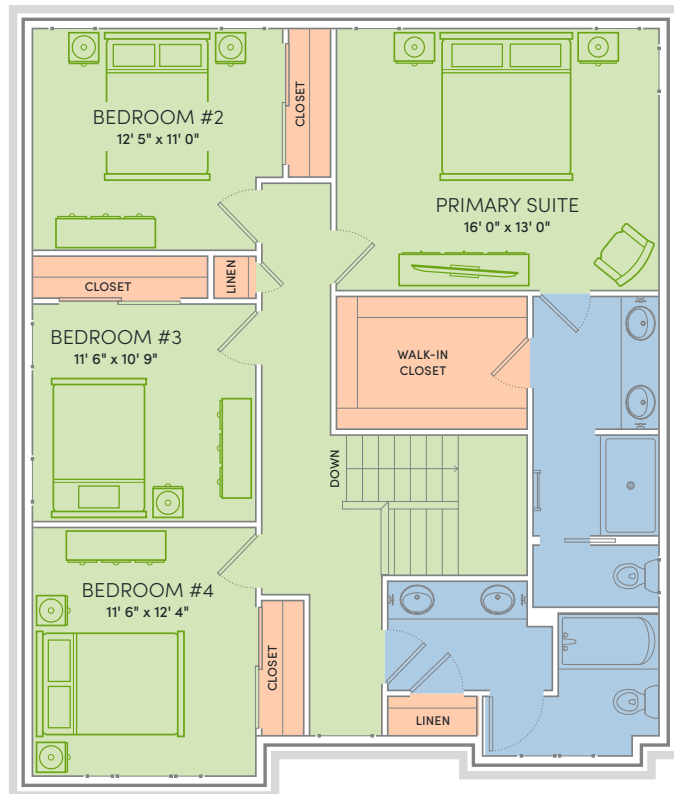 BEDROOM #2
12' 5" x 11' 0"
CLOSET
PRIMARY SUITE
16' 0" x 13' 0"
CLOSET
LINEN
BEDROOM #3
11' 6" x 10' 9"
WALK-IN
CLOSET
DOWN
BEDROOM #4
11' 6" x 12' 4"
CLOSET
LINEN